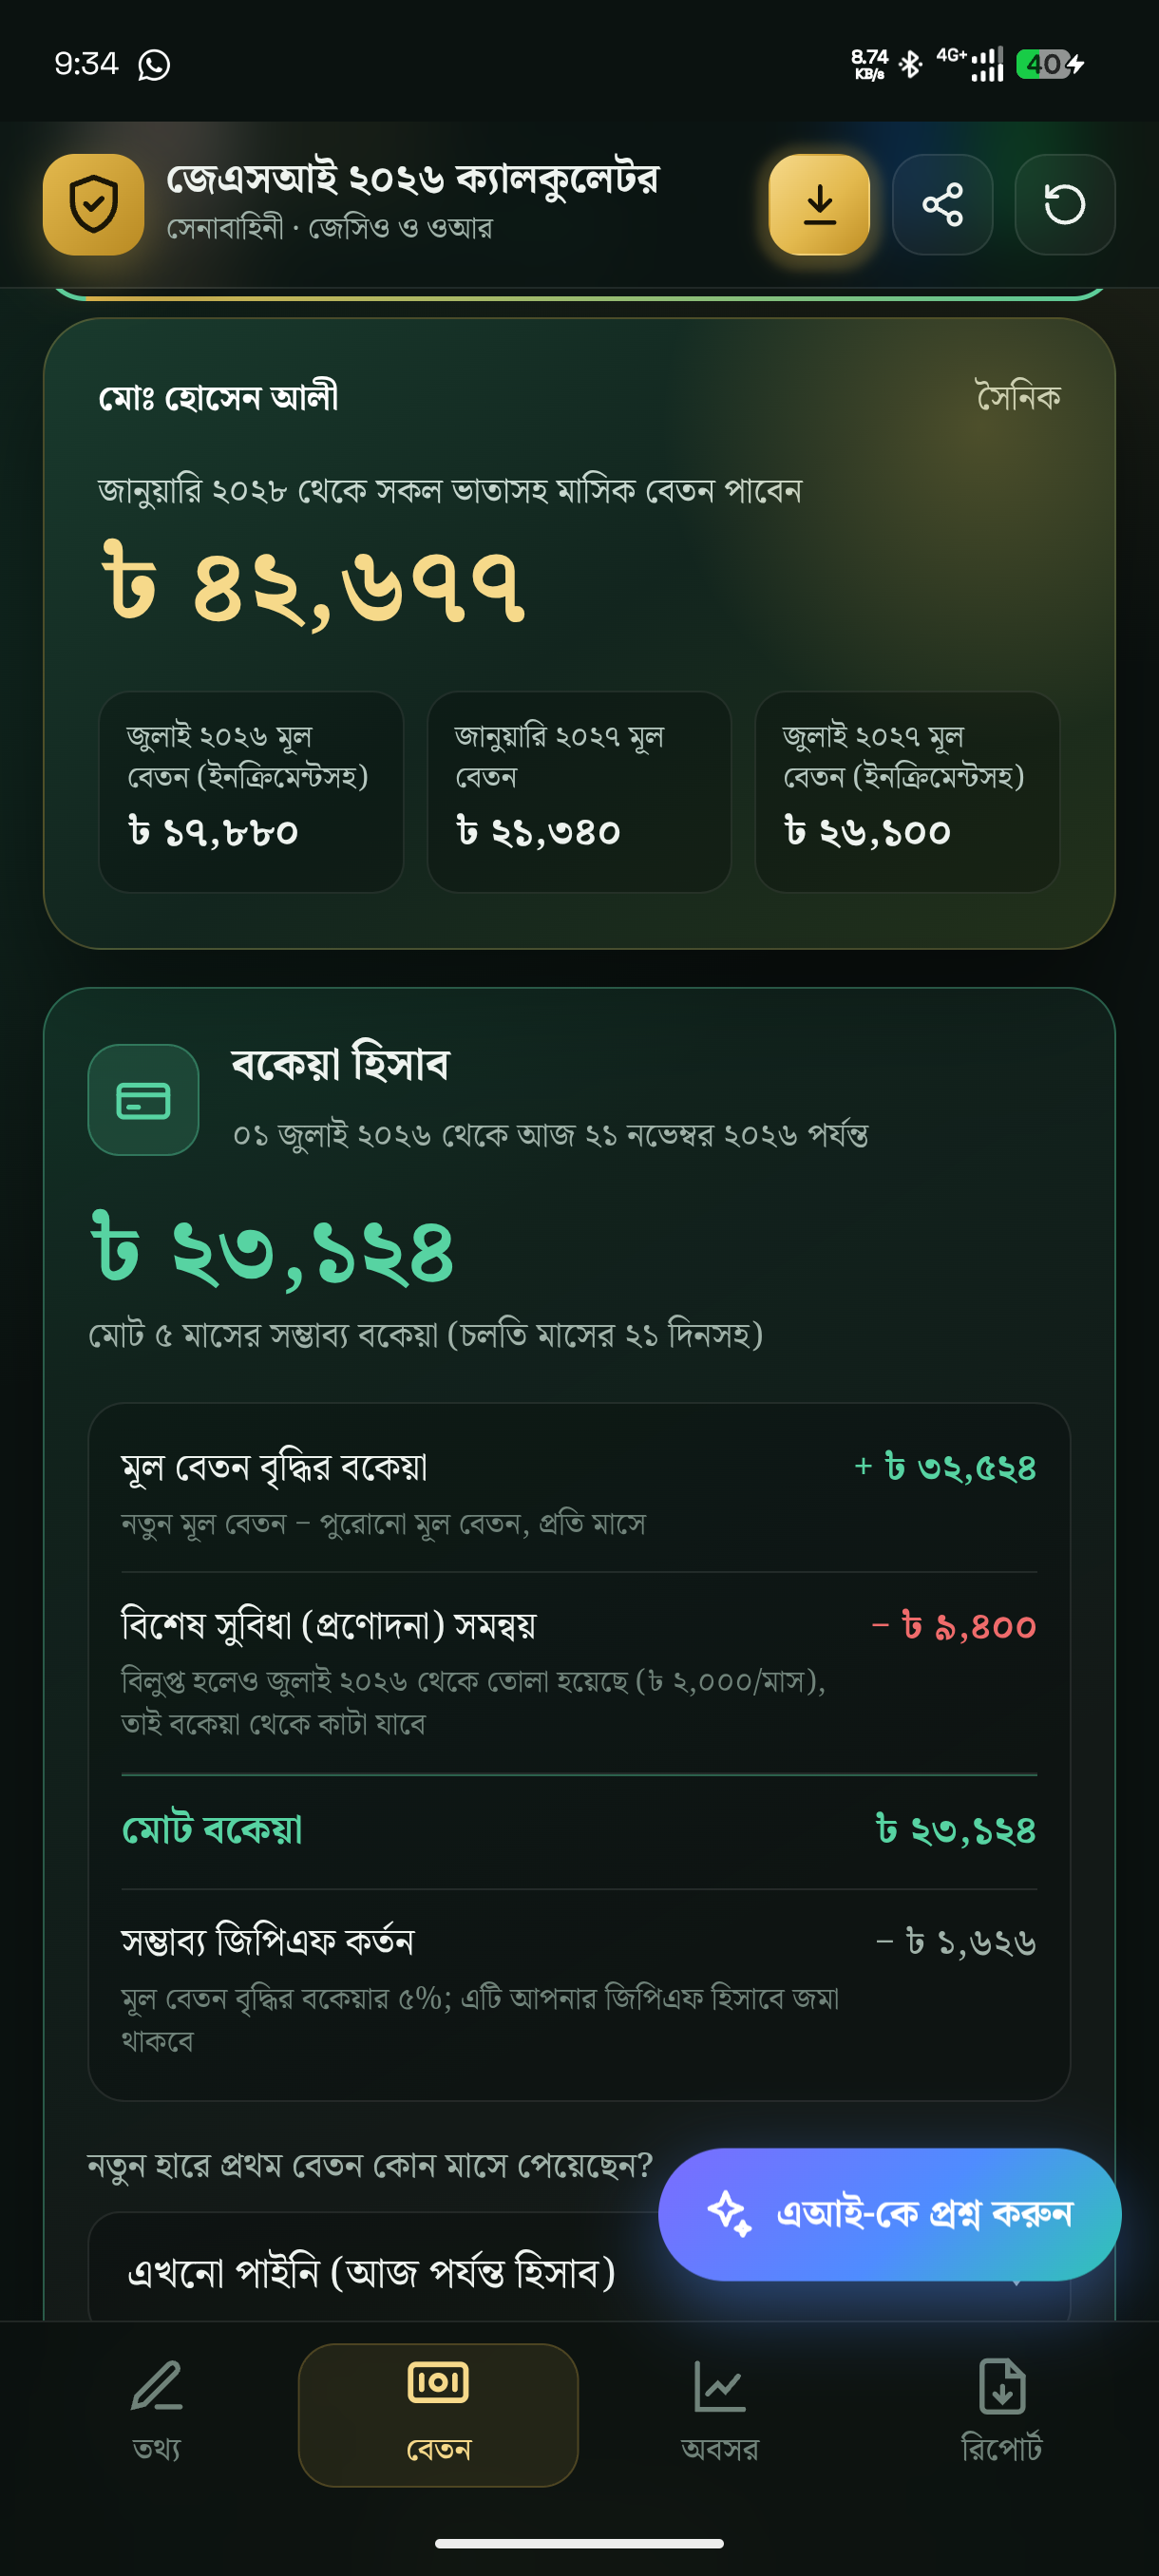 9:34
8.74 KB/s 4G+ 40
জেএসআই ২০২৬ ক্যালকুলেটর
সেনাবাহিনী · জেসিও ও ওআর
মোঃ হোসেন আলী
সৈনিক
জানুয়ারি ২০২৮ থেকে সকল ভাতাসহ মাসিক বেতন পাবেন
৳ ৪২,৬৭৭
জুলাই ২০২৬ মূল
বেতন (ইনক্রিমেন্টসহ)
৳ ১৭,৮৮০
জানুয়ারি ২০২৭ মূল
বেতন
৳ ২১,৩৪০
জুলাই ২০২৭ মূল
বেতন (ইনক্রিমেন্টসহ)
৳ ২৬,১০০
বকেয়া হিসাব
০১ জুলাই ২০২৬ থেকে আজ ২১ নভেম্বর ২০২৬ পর্যন্ত
৳ ২৩,১২৪
মোট ৫ মাসের সম্ভাব্য বকেয়া (চলতি মাসের ২১ দিনসহ)
মূল বেতন বৃদ্ধির বকেয়া
+ ৳ ৩২,৫২৪
নতুন মূল বেতন − পুরোনো মূল বেতন, প্রতি মাসে
বিশেষ সুবিধা (প্রণোদনা) সমন্বয়
− ৳ ৯,৪০০
বিলুপ্ত হলেও জুলাই ২০২৬ থেকে তোলা হয়েছে (৳ ২,০০০/মাস),
তাই বকেয়া থেকে কাটা যাবে
মোট বকেয়া
৳ ২৩,১২৪
সম্ভাব্য জিপিএফ কর্তন
− ৳ ১,৬২৬
মূল বেতন বৃদ্ধির বকেয়ার ৫%; এটি আপনার জিপিএফ হিসাবে জমা
থাকবে
নতুন হারে প্রথম বেতন কোন মাসে পেয়েছেন?
এআই-কে প্রশ্ন করুন
এখনো পাইনি (আজ পর্যন্ত হিসাব)
তথ্য
বেতন
অবসর
রিপোর্ট